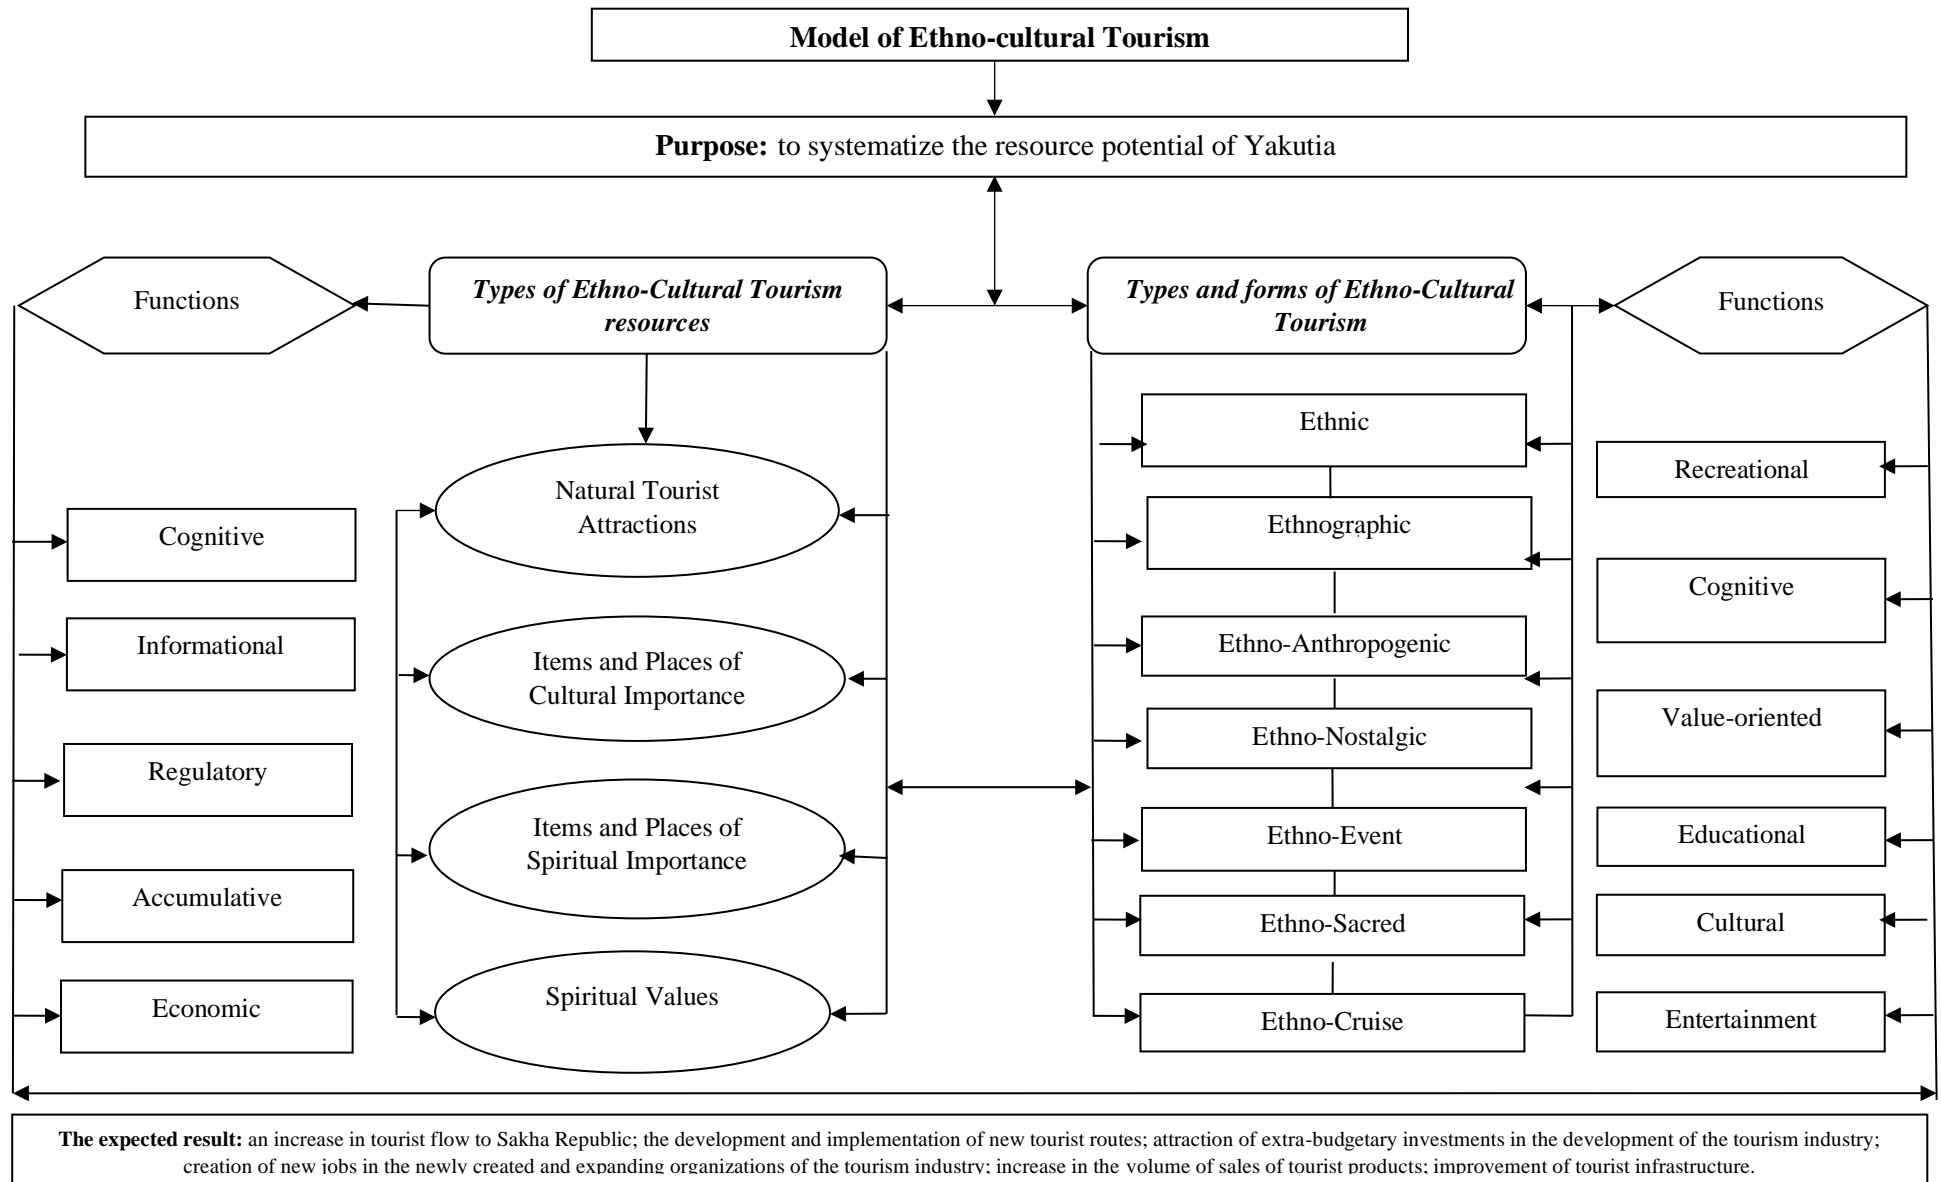 Model of Ethno-cultural Tourism
Purpose: to systematize the resource potential of Yakutia
Functions
Types of Ethno-Cultural Tourism
resources
Types and forms of Ethno-Cultural
Tourism
Functions
Cognitive
Informational
Regulatory
Accumulative
Economic
Natural Tourist
Attractions
Items and Places of
Cultural Importance
Items and Places of
Spiritual Importance
Spiritual Values
Ethnic
Ethnographic
Ethno-Anthropogenic
Ethno-Nostalgic
Ethno-Event
Ethno-Sacred
Ethno-Cruise
Recreational
Cognitive
Value-oriented
Educational
Cultural
Entertainment
The expected result: an increase in tourist flow to Sakha Republic; the development and implementation of new tourist routes; attraction of extra-budgetary investments in the development of the tourism industry;
creation of new jobs in the newly created and expanding organizations of the tourism industry; increase in the volume of sales of tourist products; improvement of tourist infrastructure.